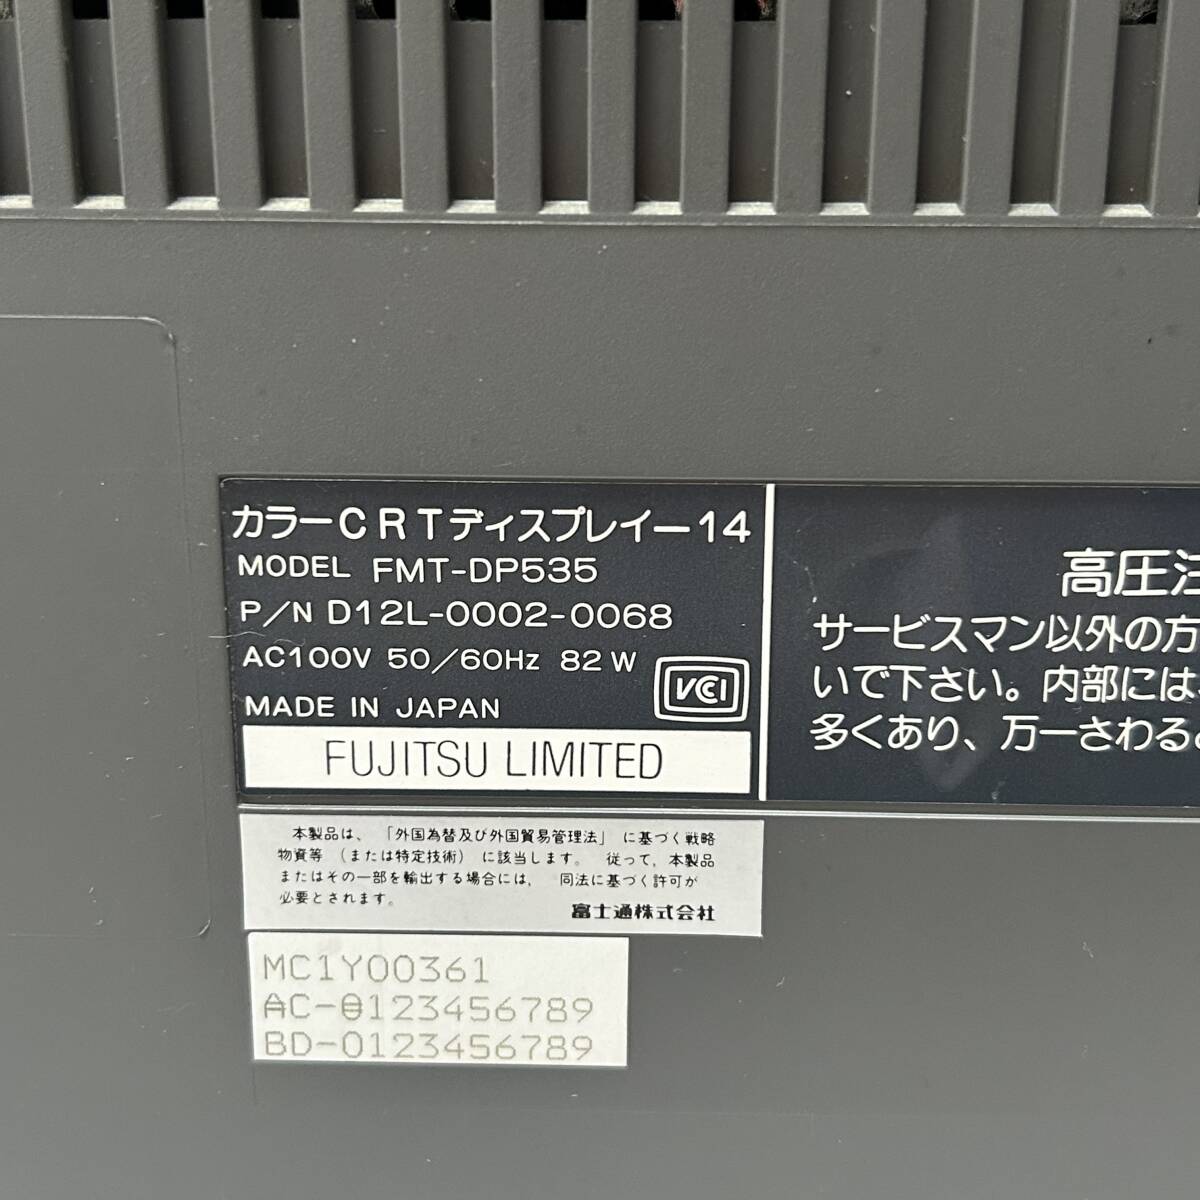 カラーCRTディスプレイー14
MODEL FMT-DP535
P/N D12L-0002-0068
AC100V 50/60Hz 82W
VCCI
MADE IN JAPAN
FUJITSU LIMITED
高圧注
サービスマン以外の方
いで下さい。内部には
多くあり、万一さわると
本製品は、「外国為替及び外国貿易管理法」に基づく戦略
物資等（または特定技術）に該当します。 従って、本製品
またはその一部を輸出する場合には、 同法に基づく許可が
必要とされます。
富士通株式会社
MC1Y00361
AC-0123456789
BD-0123456789